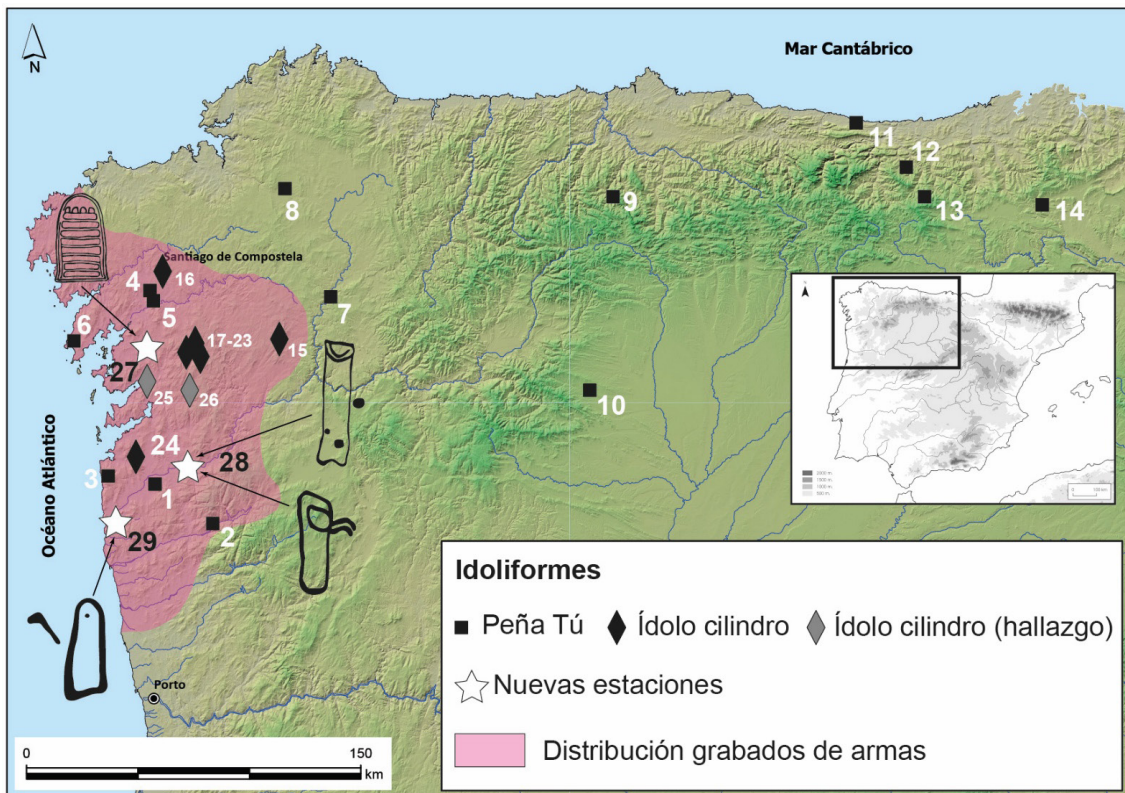 Mar Cantábrico
N
11
12
8
9
13
14
Santiago de Compostela
16
4
5
7
6
17-23
15
27
25
26
10
Océano Atlántico
24
28
3
1
2
29
Porto
0 150
km
Idoliformes
Peña Tú Ídolo cilindro Ídolo cilindro (hallazgo)
Nuevas estaciones
Distribución grabados de armas